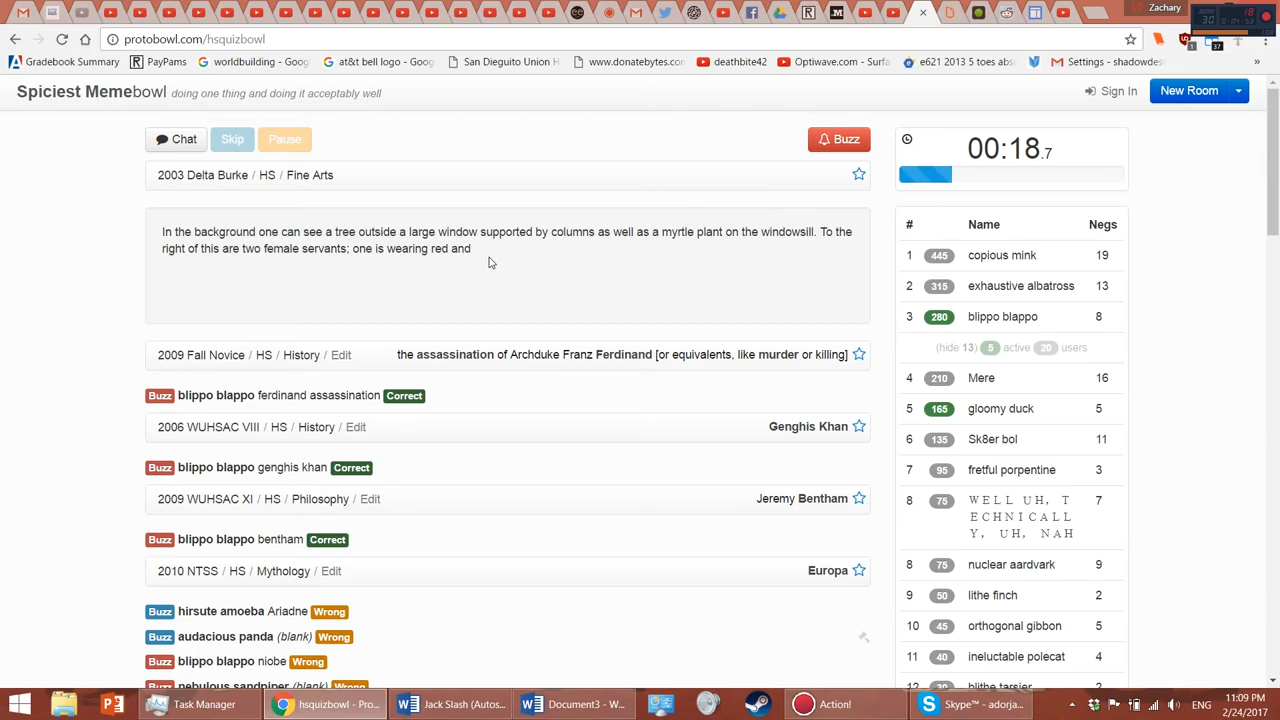 Zachary
protobowl.com/hsquizbowl
Gradebook Summary PayPams worldbuilding - Goog at&t bell logo - Goog San Dieguito Union H www.donatebytes.com deathbite42 Optiwave.com - Surfa e621 2013 5 toes abs Settings - shadowdes »
Spiciest Memebowl doing one thing and doing it acceptably well
Sign In New Room
Chat Skip Pause Buzz
00:18.7
2003 Delta Burke / HS / Fine Arts
In the background one can see a tree outside a large window supported by columns as well as a myrtle plant on the windowsill. To the
right of this are two female servants; one is wearing red and
2009 Fall Novice / HS / History / Edit the assassination of Archduke Franz Ferdinand [or equivalents, like murder or killing]
Buzz blippo blappo ferdinand assassination Correct
2006 WUHSAC VIII / HS / History / Edit Genghis Khan
Buzz blippo blappo genghis khan Correct
2009 WUHSAC XI / HS / Philosophy / Edit Jeremy Bentham
Buzz blippo blappo bentham Correct
2010 NTSS / HS / Mythology / Edit Europa
Buzz hirsute amoeba Ariadne Wrong
Buzz audacious panda (blank) Wrong
Buzz blippo blappo niobe Wrong
# Name Negs
1 445 copious mink 19
2 315 exhaustive albatross 13
3 280 blippo blappo 8
(hide 13) 5 active 20 users
4 210 Mere 16
5 165 gloomy duck 5
6 135 Sk8er boI 11
7 95 fretful porpentine 3
8 75 WELL UH, T
ECHNICALL
Y, UH, NAH 7
8 75 nuclear aardvark 9
9 50 lithe finch 2
10 45 orthogonal gibbon 5
11 40 ineluctable polecat 4
Task Manager hsquizbowl - Pro... Jack Slash (Autos... Document3 - W... Action! Skype™ - adorja... ENG
11:09 PM
2/24/2017